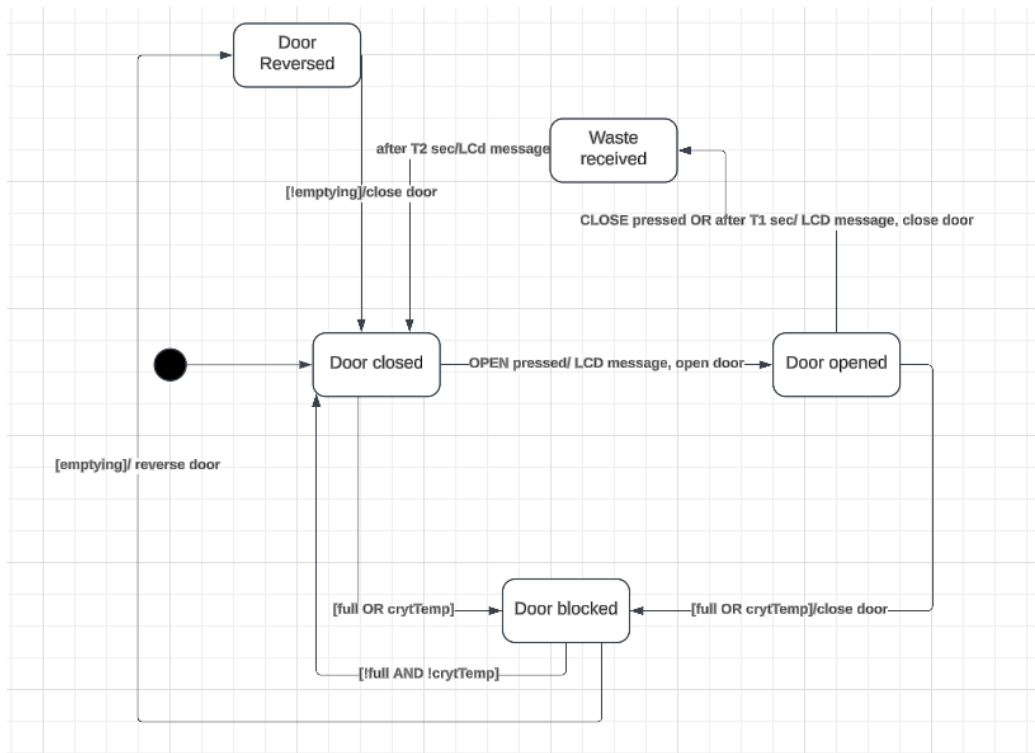 Door
Reversed
Waste
received
after T2 sec/LCd message
[!emptying]/close door
CLOSE pressed OR after T1 sec/ LCD message, close door
Door closed
OPEN pressed/ LCD message, open door
Door opened
[emptying]/ reverse door
[full OR crytTemp]
Door blocked
[full OR crytTemp]/close door
[!full AND !crytTemp]